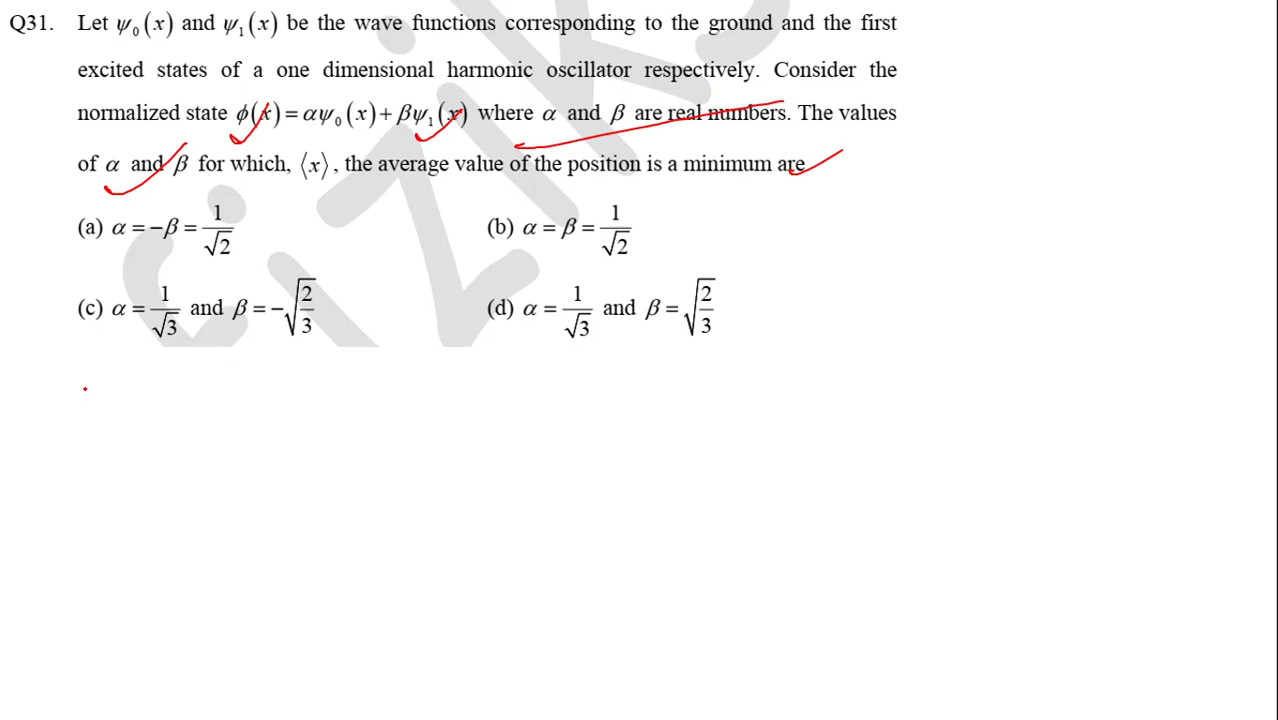 Q31. Let ψ₀(x) and ψ₁(x) be the wave functions corresponding to the ground and the first
excited states of a one dimensional harmonic oscillator respectively. Consider the
normalized state ϕ(x) = αψ₀(x) + βψ₁(x) where α and β are real numbers. The values
of α and β for which, ⟨x⟩, the average value of the position is a minimum are
(a) α = −β = 1/√2 (b) α = β = 1/√2
(c) α = 1/√3 and β = −√(2/3) (d) α = 1/√3 and β = √(2/3)